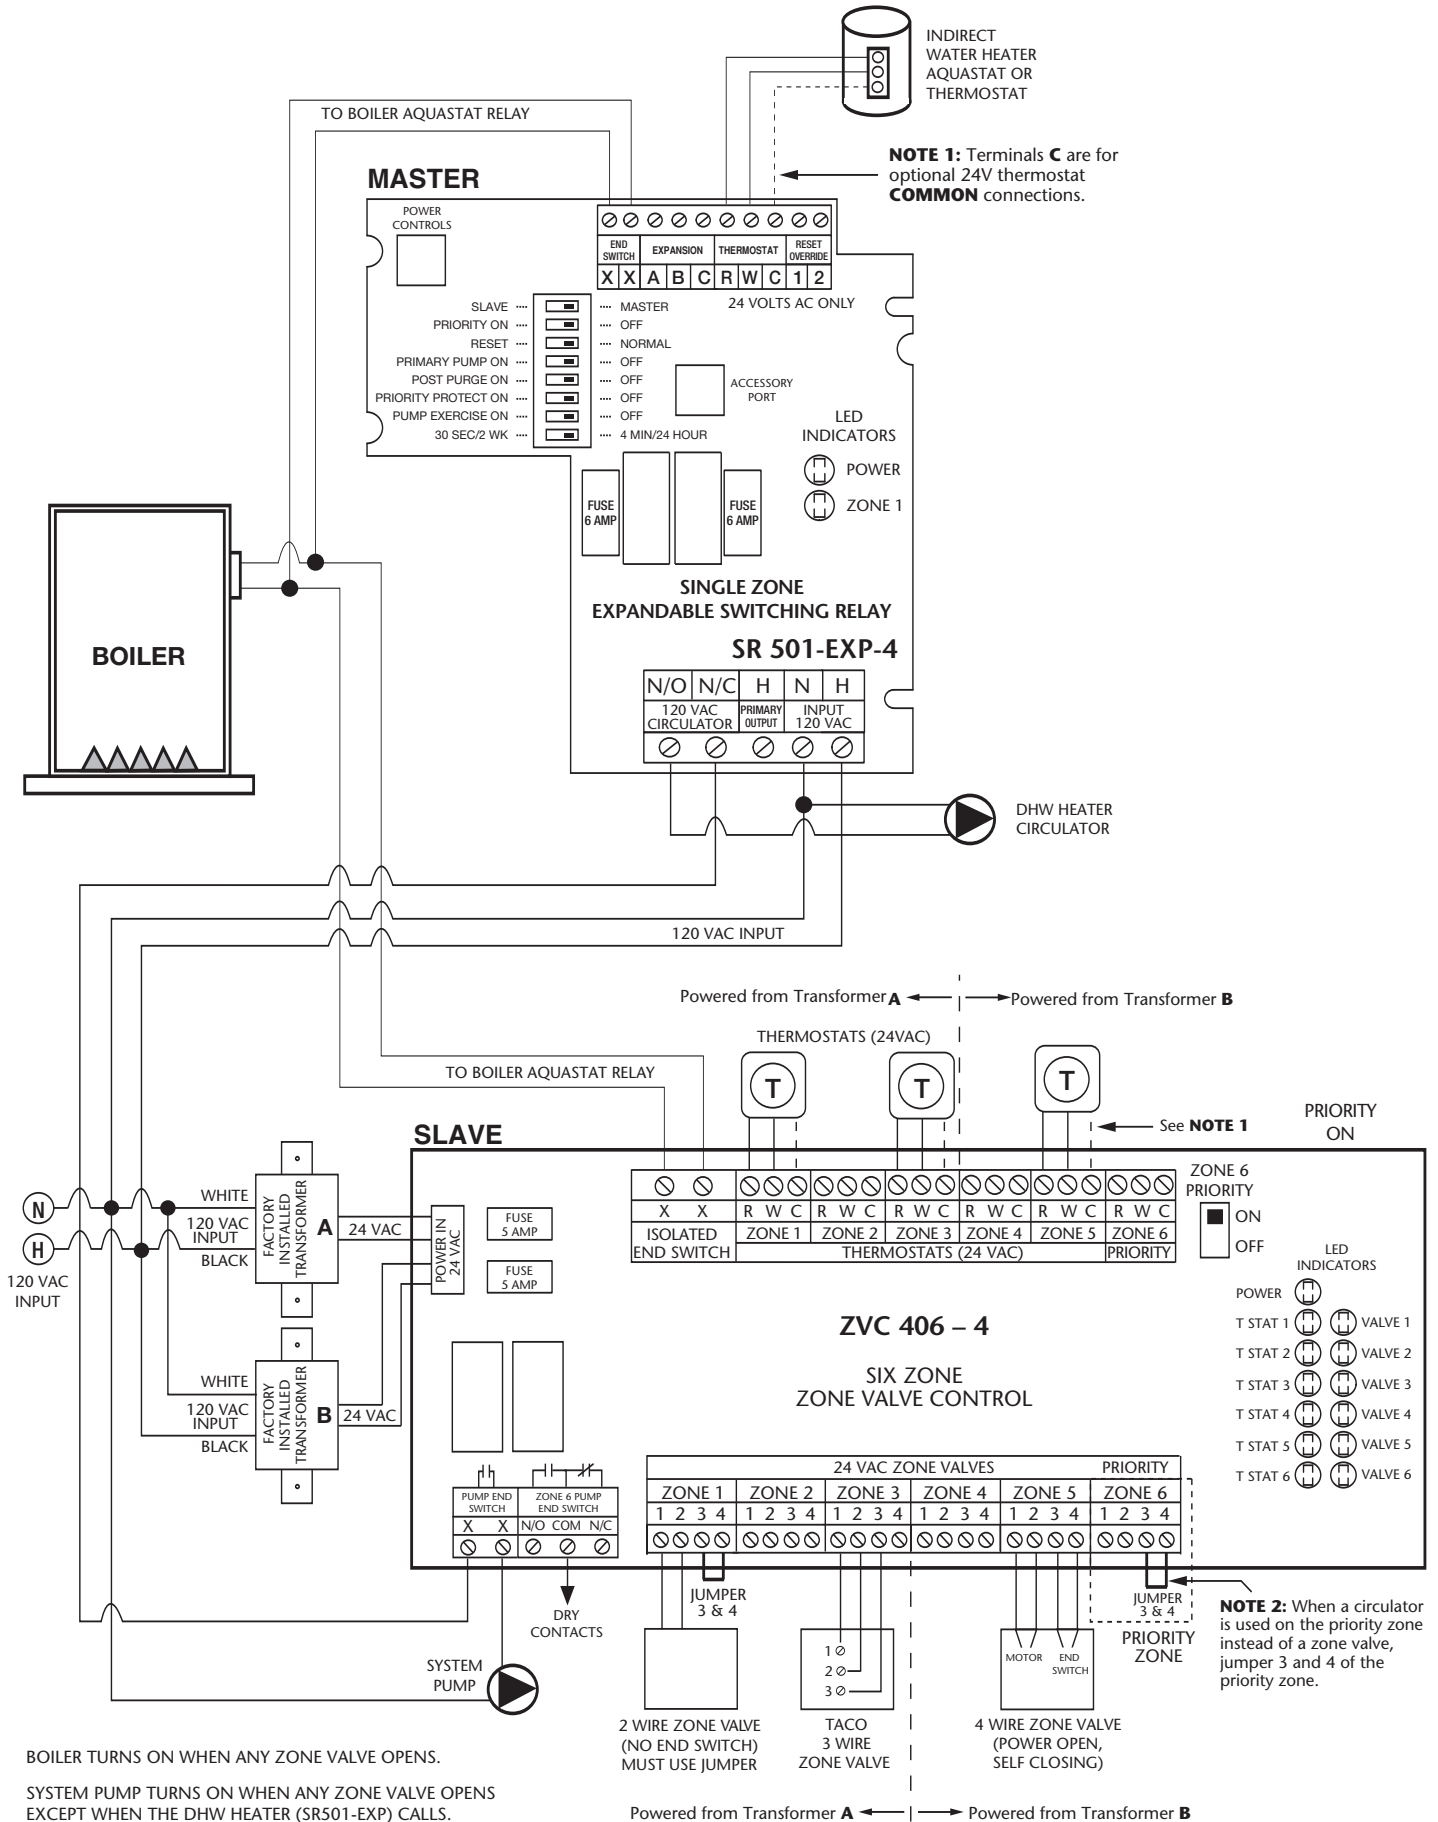 INDIRECT
WATER HEATER
AQUASTAT OR
THERMOSTAT
TO BOILER AQUASTAT RELAY
NOTE 1: Terminals C are for
optional 24V thermostat
COMMON connections.
MASTER
POWER
CONTROLS
END
SWITCH
EXPANSION
THERMOSTAT
RESET
OVERRIDE
X X A B C R W C 1 2
24 VOLTS AC ONLY
SLAVE .... .... MASTER
PRIORITY ON .... .... OFF
RESET .... .... NORMAL
PRIMARY PUMP ON .... .... OFF
POST PURGE ON .... .... OFF
PRIORITY PROTECT ON .... .... OFF
PUMP EXERCISE ON .... .... OFF
30 SEC/2 WK .... .... 4 MIN/24 HOUR
ACCESSORY
PORT
LED
INDICATORS
POWER
ZONE 1
FUSE
6 AMP
FUSE
6 AMP
SINGLE ZONE
EXPANDABLE SWITCHING RELAY
SR 501-EXP-4
N/O N/C H N H
120 VAC
CIRCULATOR
PRIMARY
OUTPUT
INPUT
120 VAC
BOILER
DHW HEATER
CIRCULATOR
120 VAC INPUT
Powered from Transformer A
Powered from Transformer B
THERMOSTATS (24VAC)
T
T
T
TO BOILER AQUASTAT RELAY
See NOTE 1
PRIORITY
ON
SLAVE
ZONE 6
PRIORITY
ON
OFF
X X R W C R W C R W C R W C R W C R W C
ISOLATED
END SWITCH
ZONE 1 ZONE 2 ZONE 3 ZONE 4 ZONE 5 ZONE 6
THERMOSTATS (24 VAC)
PRIORITY
N
H
120 VAC
INPUT
WHITE
120 VAC
INPUT
BLACK
FACTORY
INSTALLED
TRANSFORMER
A
24 VAC
POWER IN
24 VAC
FUSE
5 AMP
FUSE
5 AMP
WHITE
120 VAC
INPUT
BLACK
FACTORY
INSTALLED
TRANSFORMER
B
24 VAC
LED
INDICATORS
POWER
T STAT 1 VALVE 1
T STAT 2 VALVE 2
T STAT 3 VALVE 3
T STAT 4 VALVE 4
T STAT 5 VALVE 5
T STAT 6 VALVE 6
ZVC 406 – 4
SIX ZONE
ZONE VALVE CONTROL
24 VAC ZONE VALVES
PRIORITY
ZONE 1 ZONE 2 ZONE 3 ZONE 4 ZONE 5 ZONE 6
1 2 3 4 1 2 3 4 1 2 3 4 1 2 3 4 1 2 3 4 1 2 3 4
PUMP END
SWITCH
ZONE 6 PUMP
END SWITCH
X X N/O COM N/C
DRY
CONTACTS
JUMPER
3 & 4
JUMPER
3 & 4
PRIORITY
ZONE
NOTE 2: When a circulator
is used on the priority zone
instead of a zone valve,
jumper 3 and 4 of the
priority zone.
SYSTEM
PUMP
1
2
3
MOTOR
END
SWITCH
2 WIRE ZONE VALVE
(NO END SWITCH)
MUST USE JUMPER
TACO
3 WIRE
ZONE VALVE
4 WIRE ZONE VALVE
(POWER OPEN,
SELF CLOSING)
BOILER TURNS ON WHEN ANY ZONE VALVE OPENS.
SYSTEM PUMP TURNS ON WHEN ANY ZONE VALVE OPENS
EXCEPT WHEN THE DHW HEATER (SR501-EXP) CALLS.
Powered from Transformer A
Powered from Transformer B